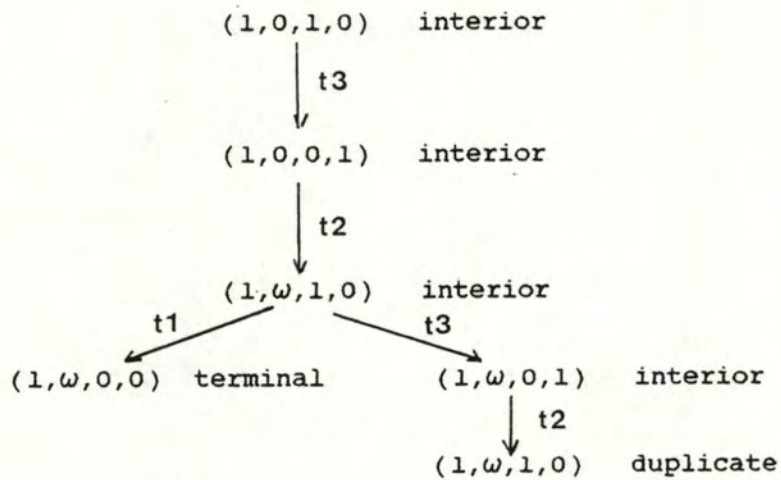 (1,0,1,0) interior
t3
(1,0,0,1) interior
t2
(1,ω,1,0) interior
t1 t3
(1,ω,0,0) terminal (1,ω,0,1) interior
t2
(1,ω,1,0) duplicate